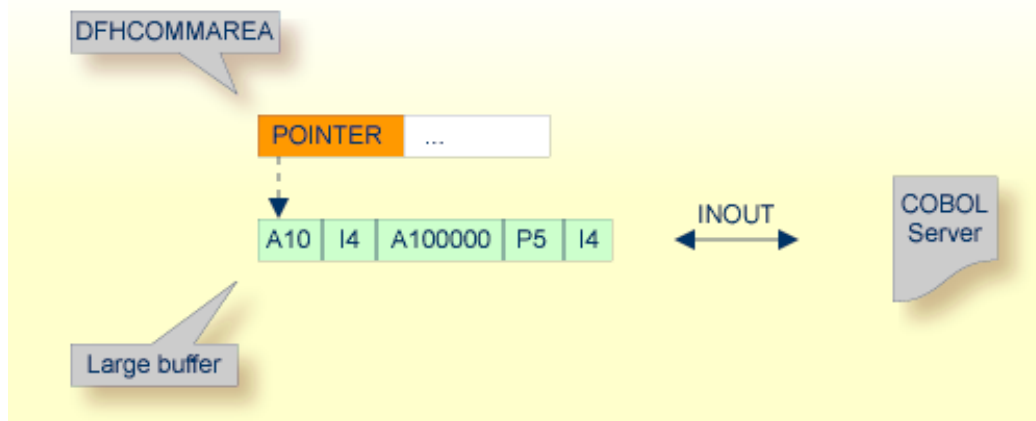 DFHCOMMAREA
POINTER ...
A10 I4 A100000 P5 I4
INOUT
COBOL
Server
Large buffer